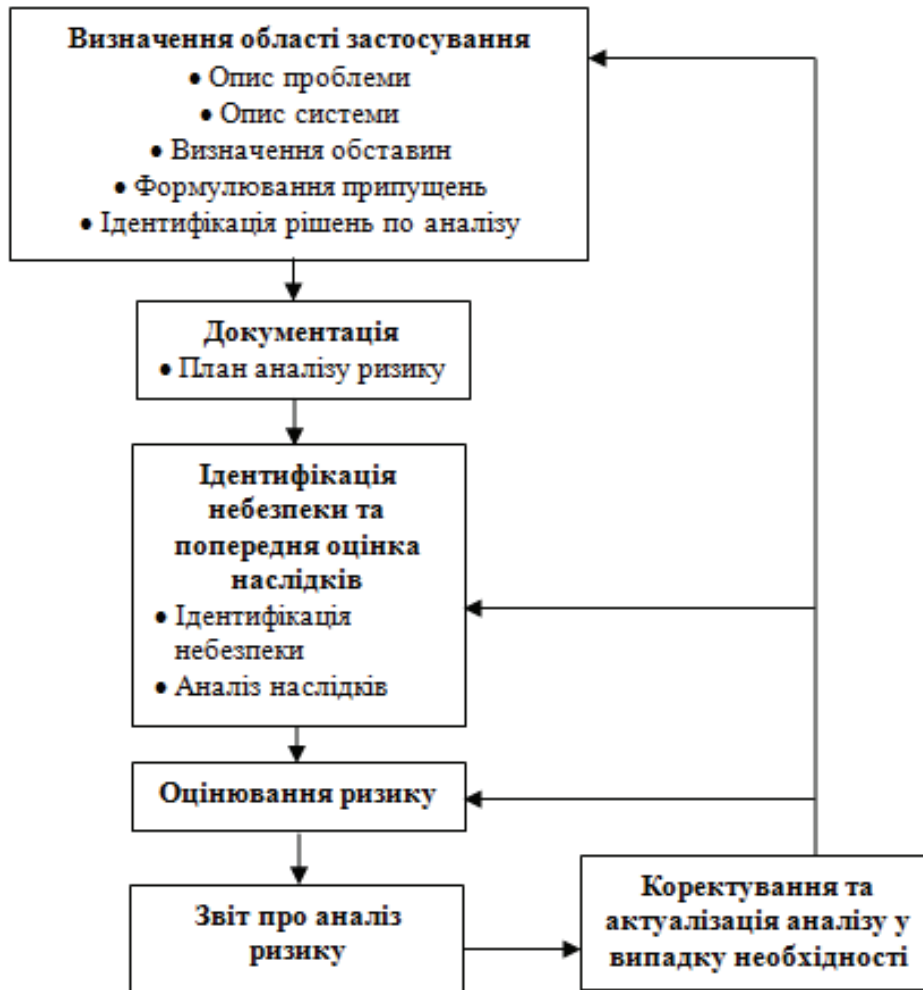 Визначення області застосування
• Опис проблеми
• Опис системи
• Визначення обставин
• Формулювання припущень
• Ідентифікація рішень по аналізу
Документація
• План аналізу ризику
Ідентифікація
небезпеки та
попередня оцінка
наслідків
• Ідентифікація
небезпеки
• Аналіз наслідків
Оцінювання ризику
Звіт про аналіз
ризику
Коректування та
актуалізація аналізу у
випадку необхідності